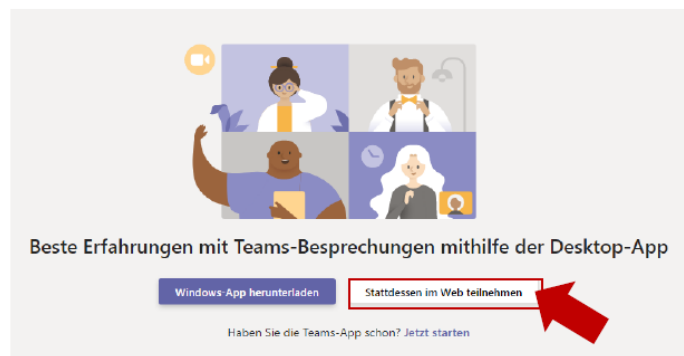 Beste Erfahrungen mit Teams-Besprechungen mithilfe der Desktop-App
Windows-App herunterladen
Stattdessen im Web teilnehmen
Haben Sie die Teams-App schon? Jetzt starten